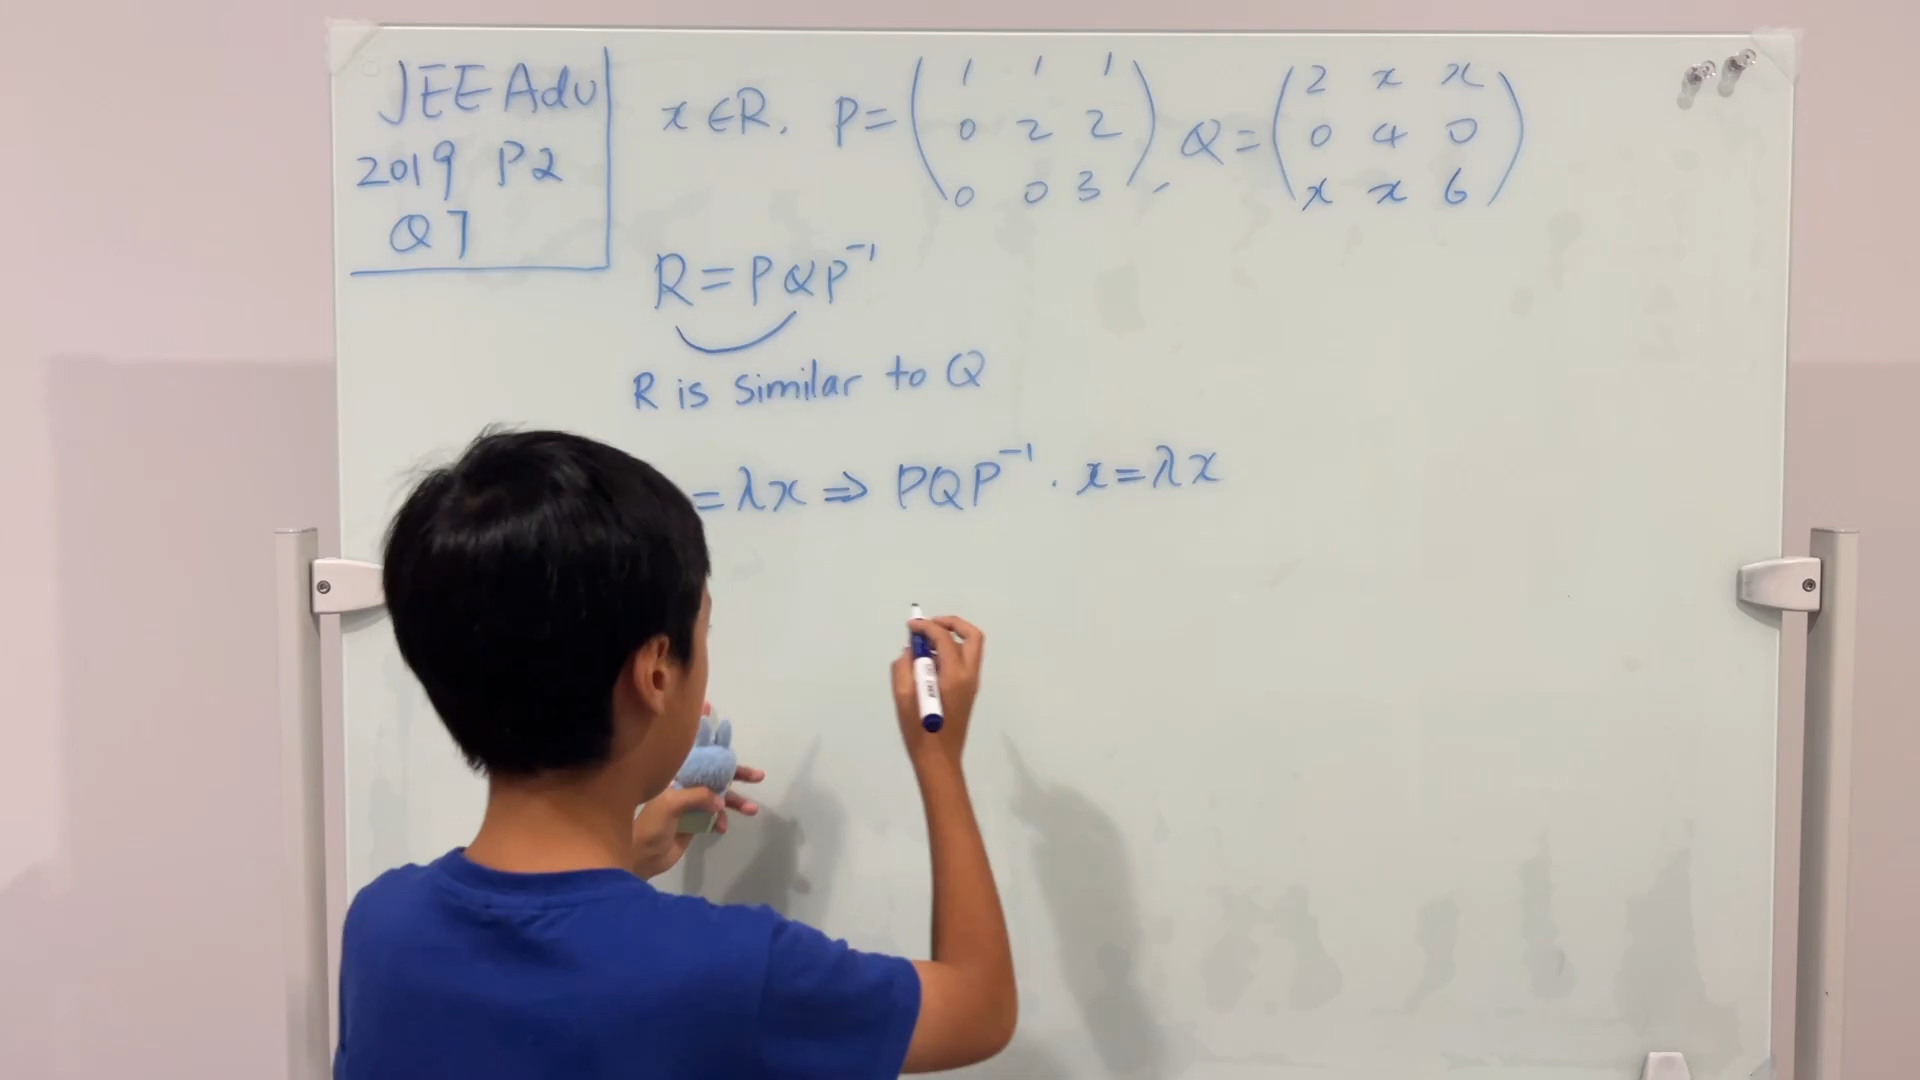 JEE Adv
2019 P2
Q7
x ∈ R, P = ( 1 1 1 0 2 2 0 0 3 ), Q = ( 2 x x 0 4 0 x x 6 )
R = PQP⁻¹
R is similar to Q
= λx ⇒ PQP⁻¹ · x = λx